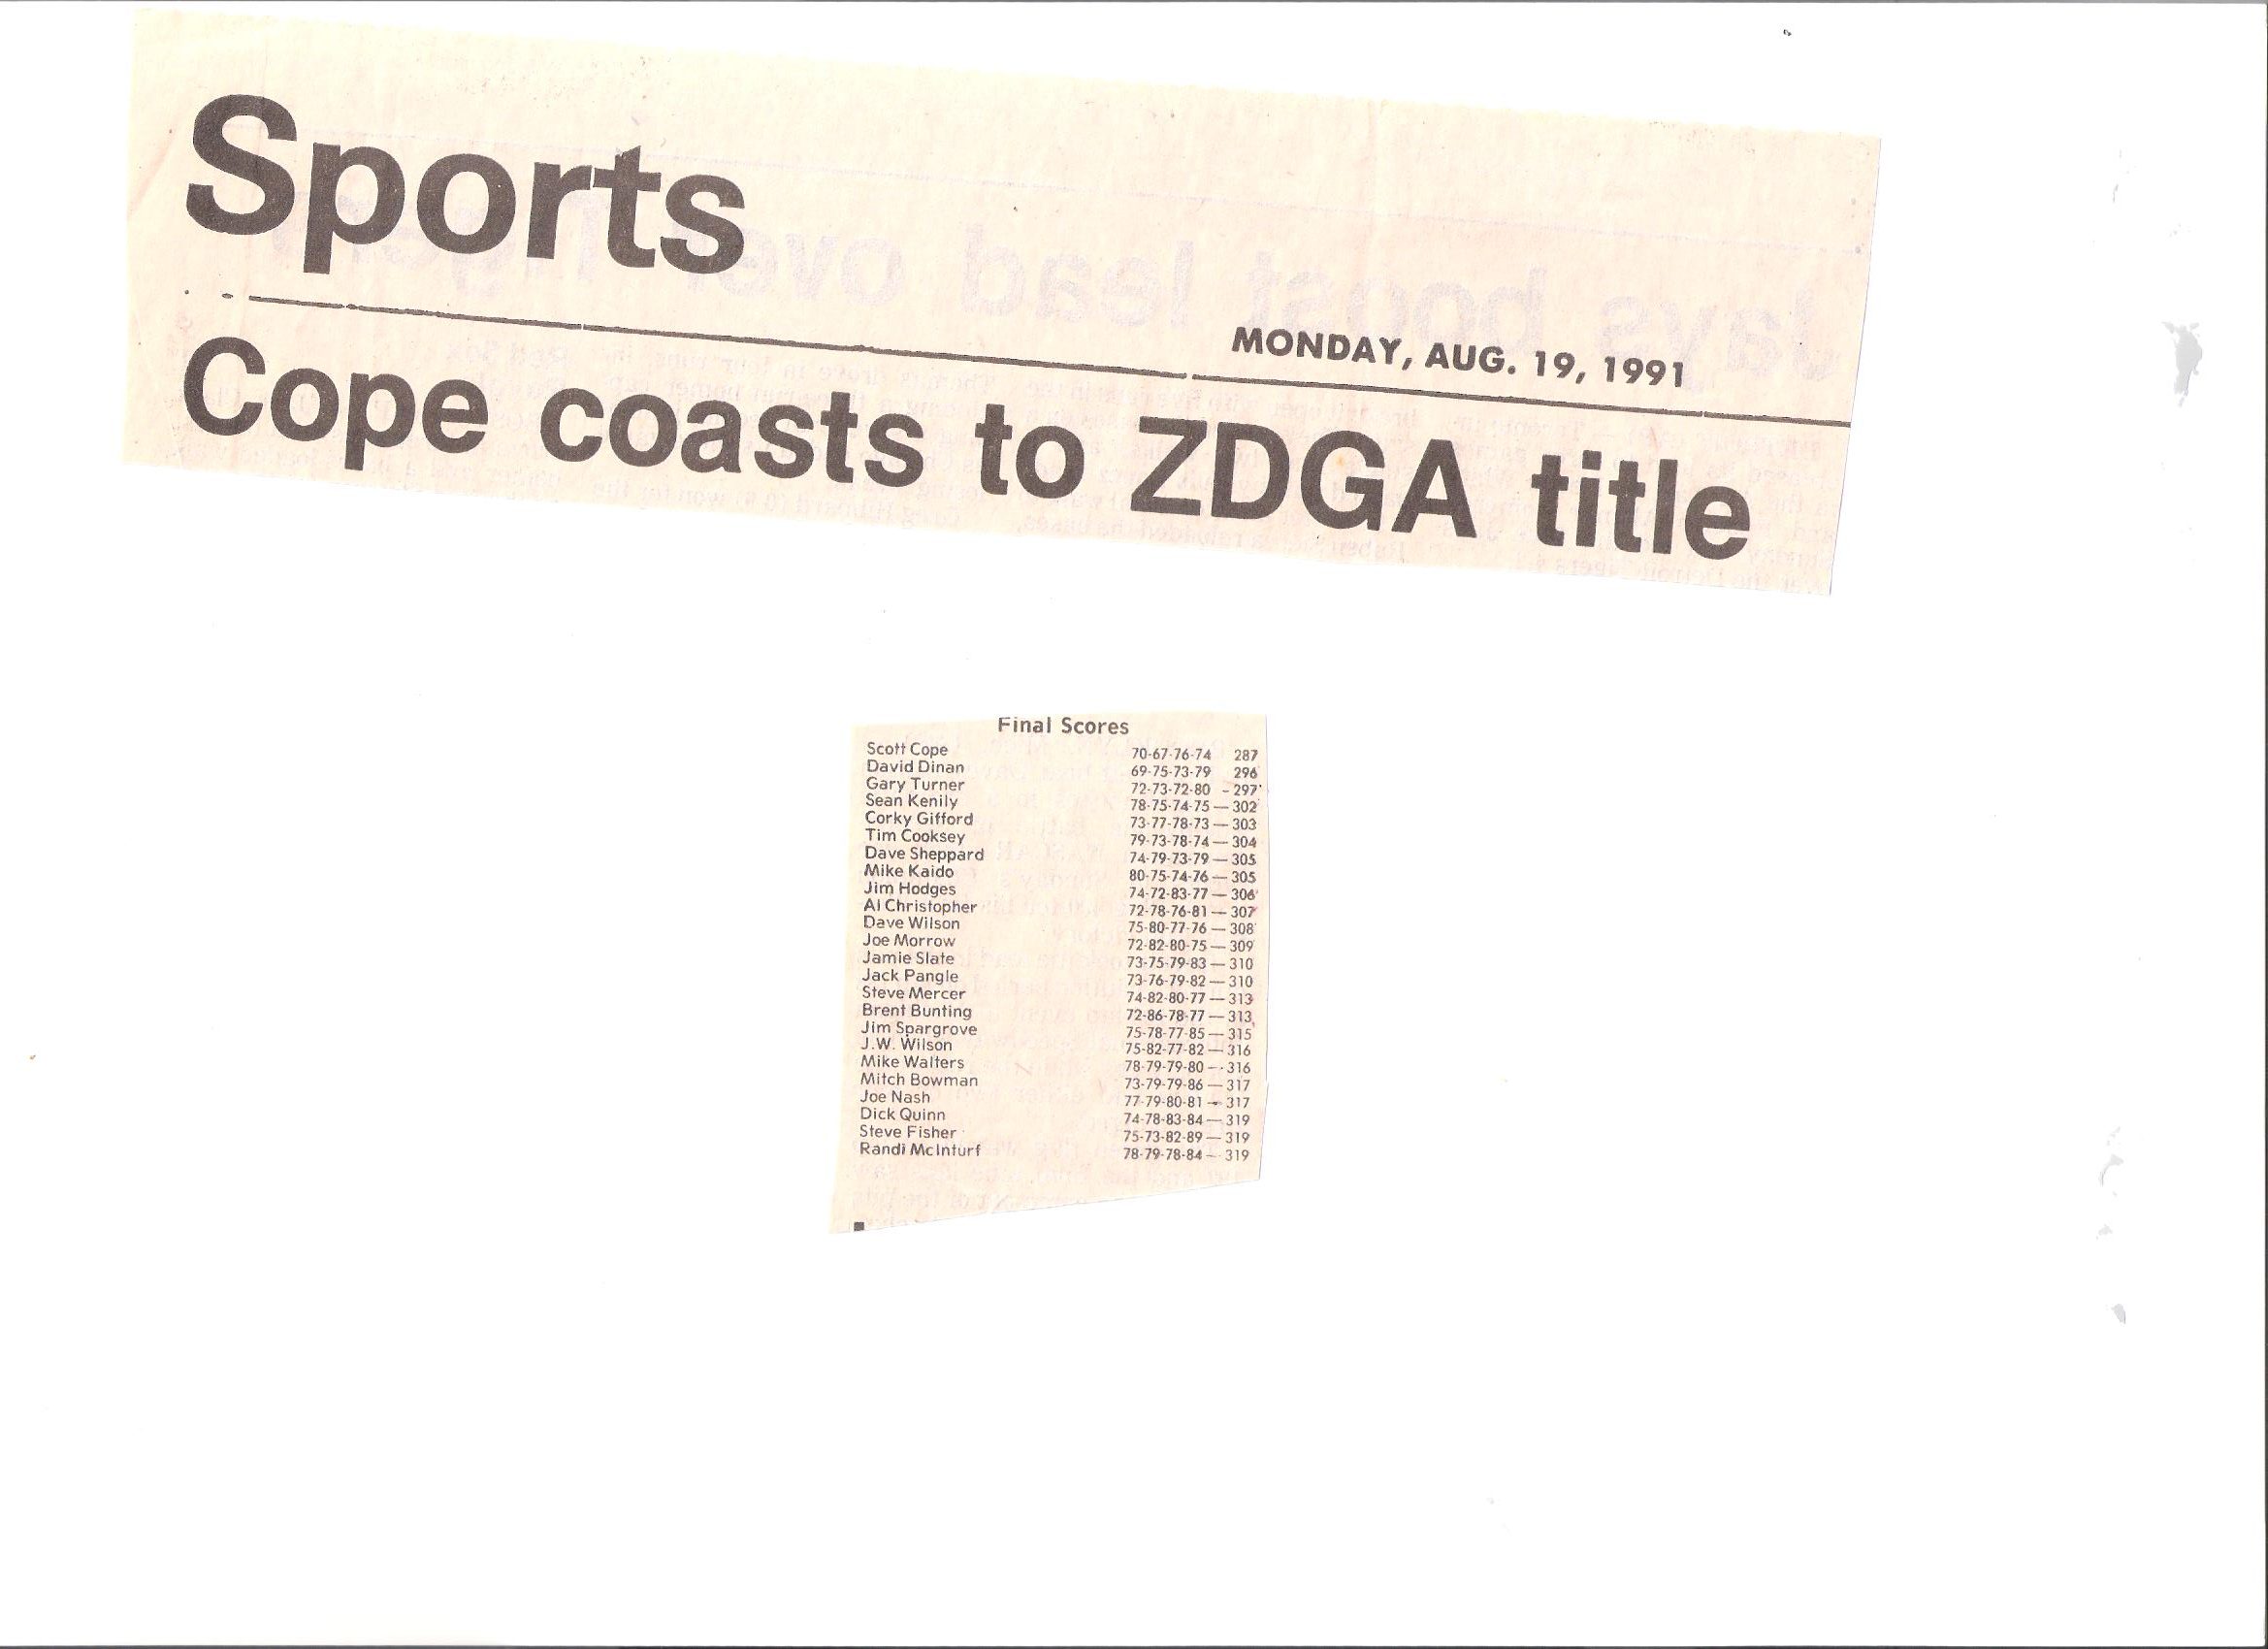 Sports
MONDAY, AUG. 19, 1991
Cope coasts to ZDGA title
Final Scores
Scott Cope 70-67-76-74 287
David Dinan 69-75-73-79 296
Gary Turner 72-73-72-80 - 297
Sean Kenily 78-75-74-75 — 302
Corky Gifford 73-77-78-73 — 303
Tim Cooksey 79-73-78-74 — 304
Dave Sheppard 74-79-73-79 — 305
Mike Kaido 80-75-74-76 — 305
Jim Hodges 74-72-83-77 — 306
Al Christopher 72-78-76-81 — 307
Dave Wilson 75-80-77-76 — 308
Joe Morrow 72-82-80-75 — 309
Jamie Slate 73-75-79-83 — 310
Jack Pangle 73-76-79-82 — 310
Steve Mercer 74-82-80-77 — 313
Brent Bunting 72-86-78-77 — 313
Jim Spargrove 75-78-77-85 — 315
J.W. Wilson 75-82-77-82 — 316
Mike Walters 78-79-79-80 — 316
Mitch Bowman 73-79-79-86 — 317
Joe Nash 77-79-80-81 — 317
Dick Quinn 74-78-83-84 — 319
Steve Fisher 75-73-82-89 — 319
Randi McInturf 78-79-78-84 — 319